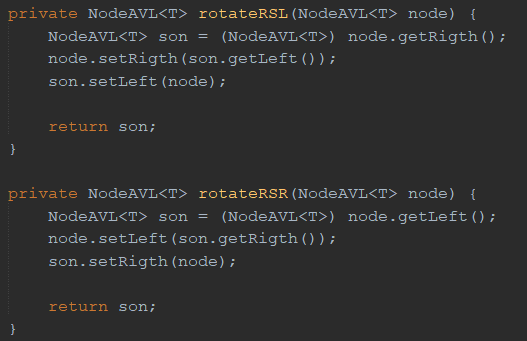 private NodeAVL<T> rotateRSL(NodeAVL<T> node) {
    NodeAVL<T> son = (NodeAVL<T>) node.getRigth();
    node.setRigth(son.getLeft());
    son.setLeft(node);

    return son;
}

private NodeAVL<T> rotateRSR(NodeAVL<T> node) {
    NodeAVL<T> son = (NodeAVL<T>) node.getLeft();
    node.setLeft(son.getRigth());
    son.setRigth(node);

    return son;
}